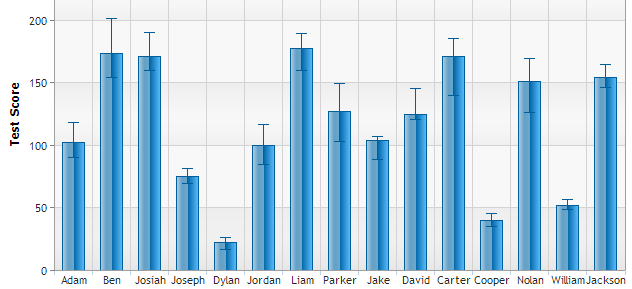 200
150
100
50
0
Test Score
Adam Ben Josiah Joseph Dylan Jordan Liam Parker Jake David Carter Cooper Nolan William Jackson